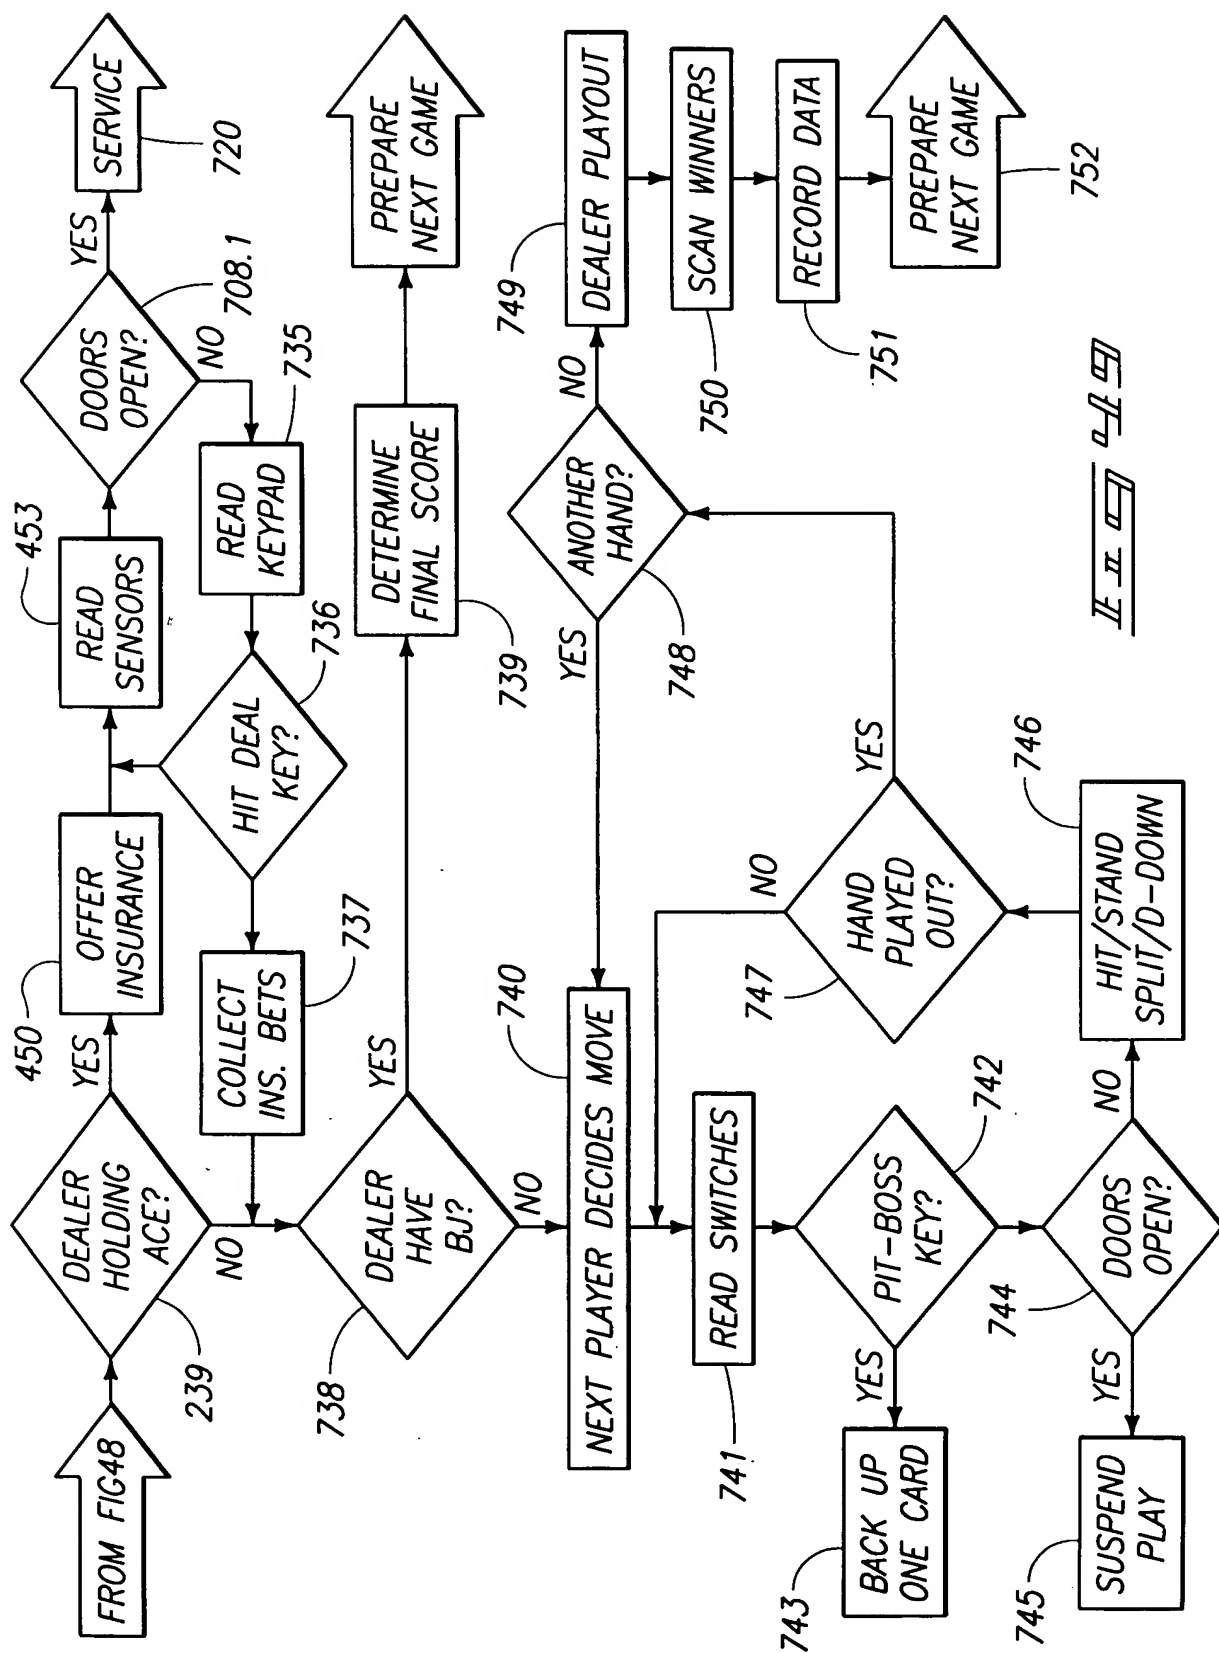 FROM FIG48
DEALER
HOLDING
ACE?
239
YES
NO
450
OFFER
INSURANCE
453
READ
SENSORS
DOORS
OPEN?
708.1
YES
NO
SERVICE
720
READ
KEYPAD
735
HIT DEAL
KEY?
736
COLLECT
INS. BETS
737
DEALER
HAVE
BJ?
738
YES
NO
DETERMINE
FINAL SCORE
739
PREPARE
NEXT GAME
NEXT PLAYER DECIDES MOVE
740
READ SWITCHES
741
PIT-BOSS
KEY?
742
YES
BACK UP
ONE CARD
743
DOORS
OPEN?
744
YES
NO
SUSPEND
PLAY
745
HIT/STAND
SPLIT/D-DOWN
746
HAND
PLAYED
OUT?
747
NO
YES
ANOTHER
HAND?
748
YES
NO
749
DEALER PLAYOUT
SCAN WINNERS
750
RECORD DATA
751
PREPARE
NEXT GAME
752
FIG 49